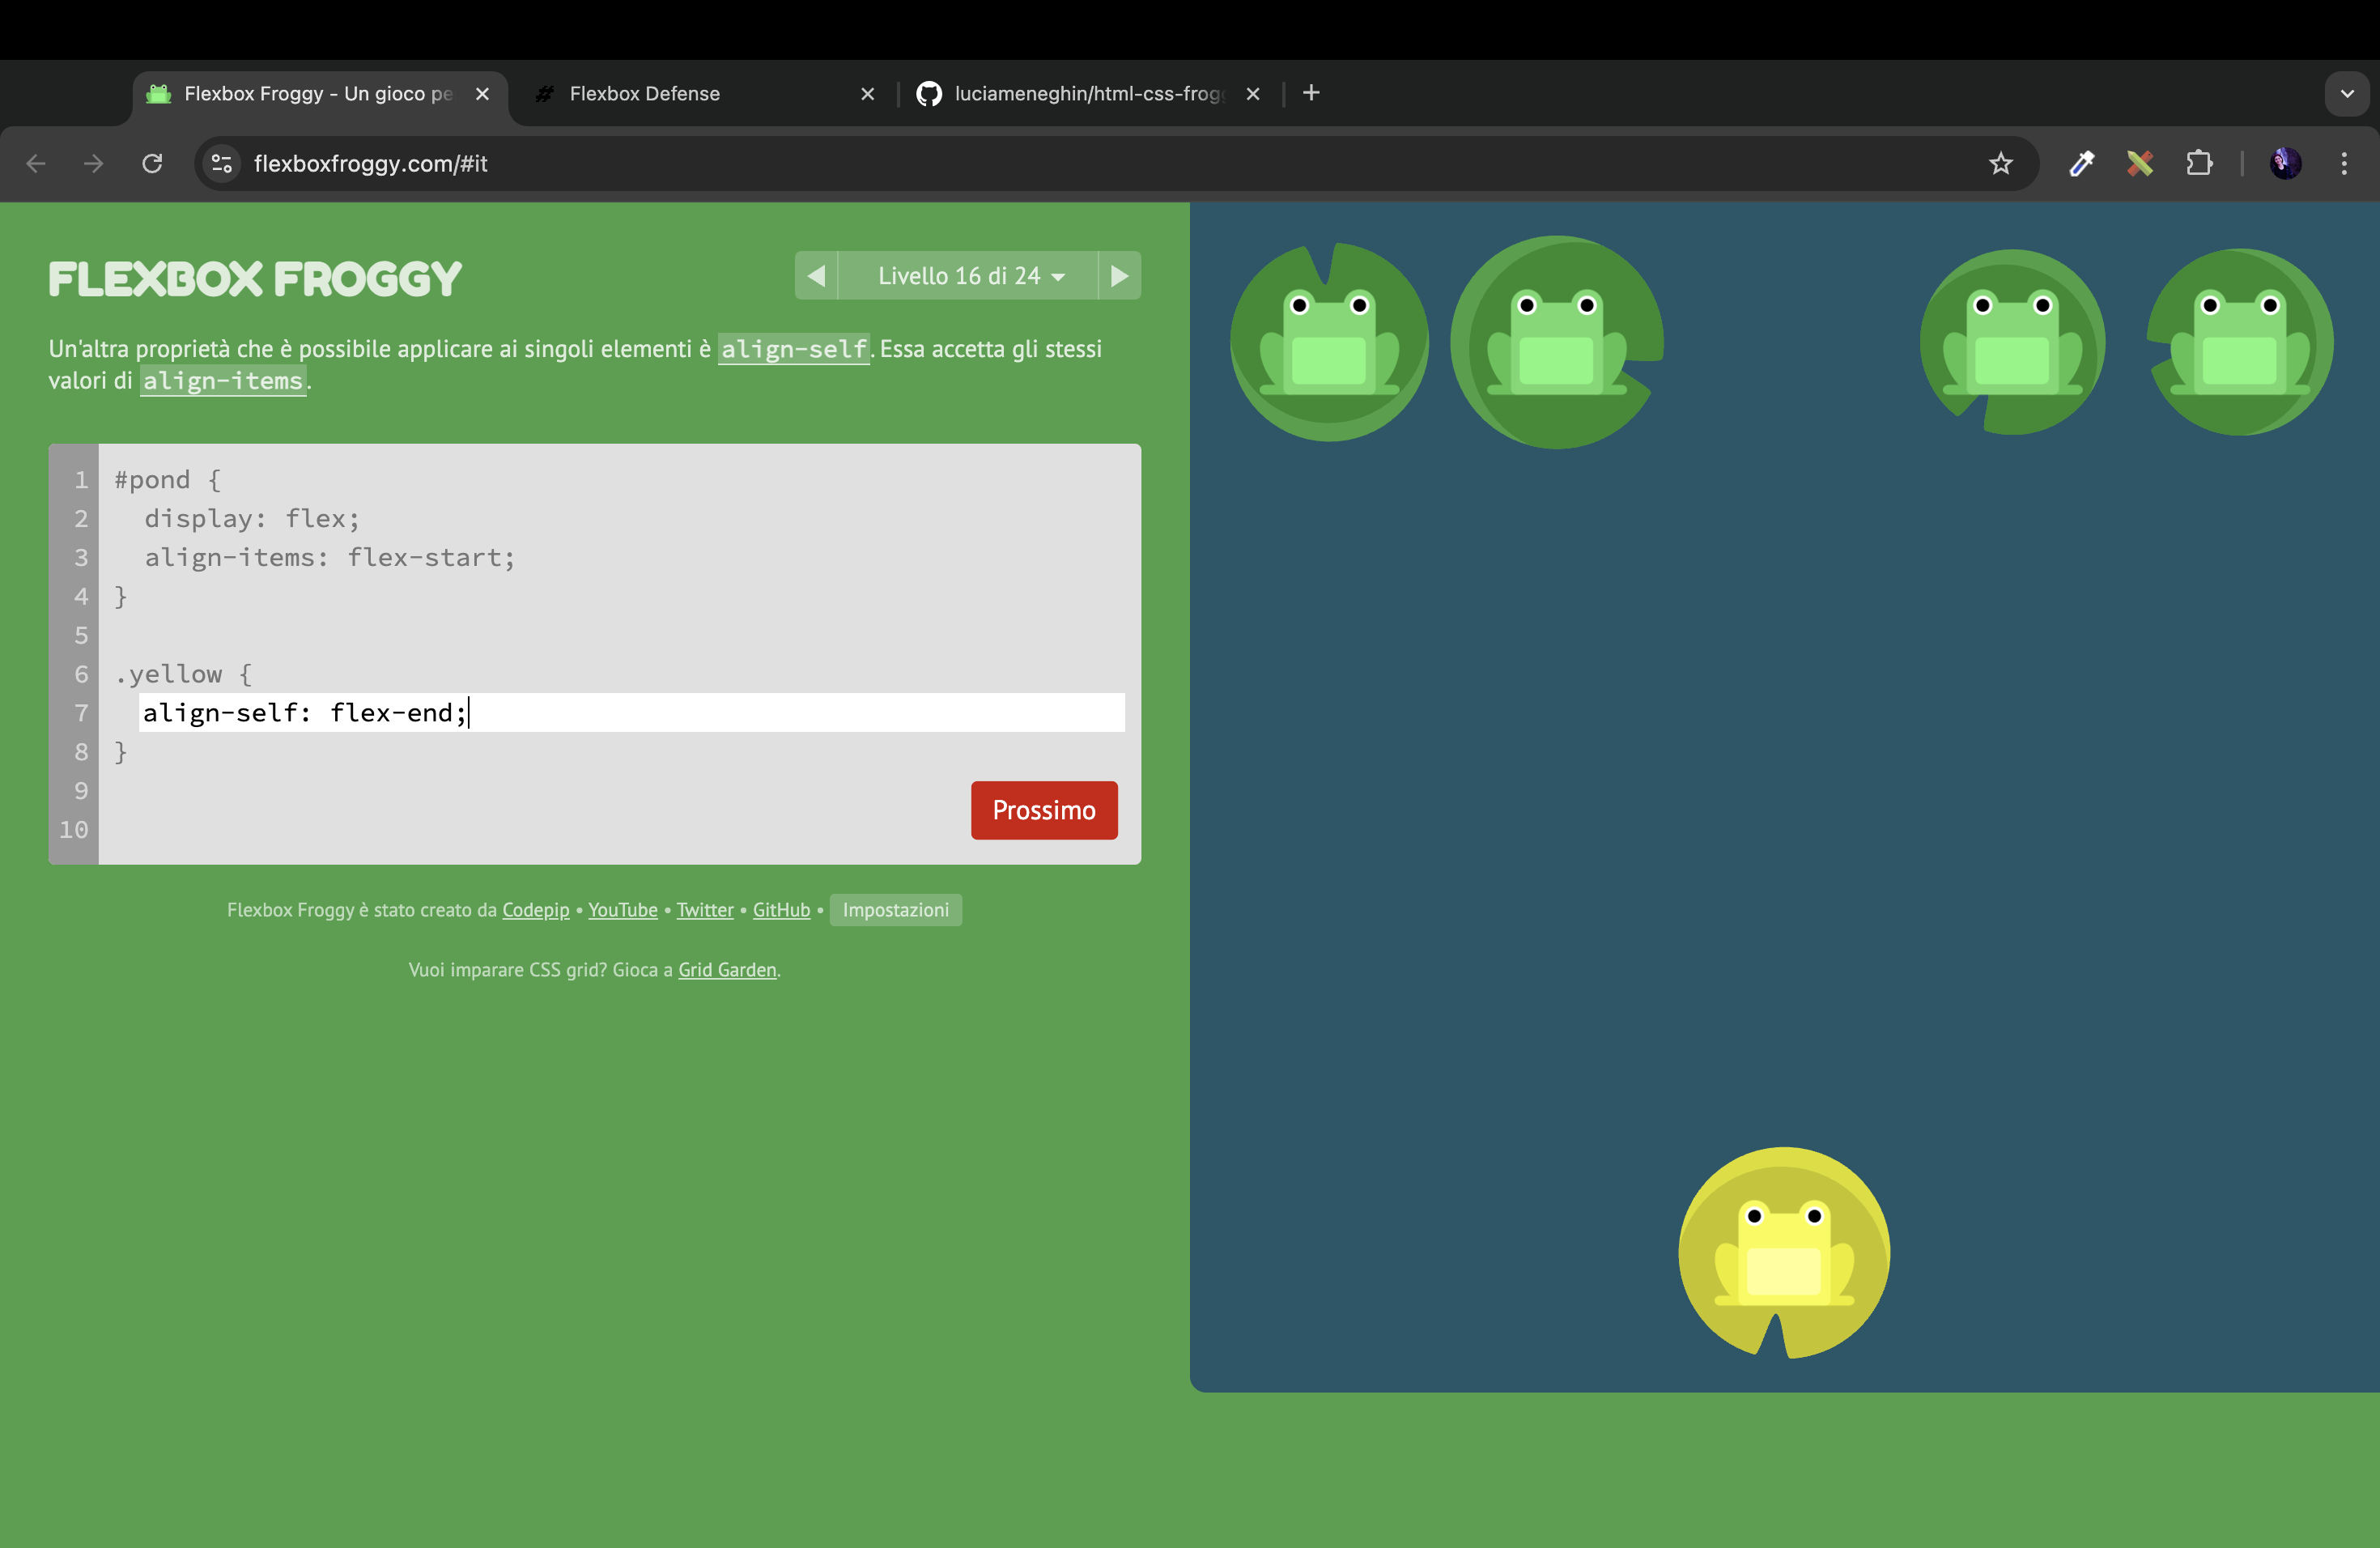 Flexbox Froggy - Un gioco pe
Flexbox Defense
luciameneghin/html-css-frogg
flexboxfroggy.com/#it
FLEXBOX FROGGY
Livello 16 di 24
Un'altra proprietà che è possibile applicare ai singoli elementi è align-self. Essa accetta gli stessi
valori di align-items.
1 #pond {
2 display: flex;
3 align-items: flex-start;
4 }
5
6 .yellow {
7 align-self: flex-end;
8 }
9
10
Prossimo
Flexbox Froggy è stato creato da Codepip • YouTube • Twitter • GitHub • Impostazioni
Vuoi imparare CSS grid? Gioca a Grid Garden.